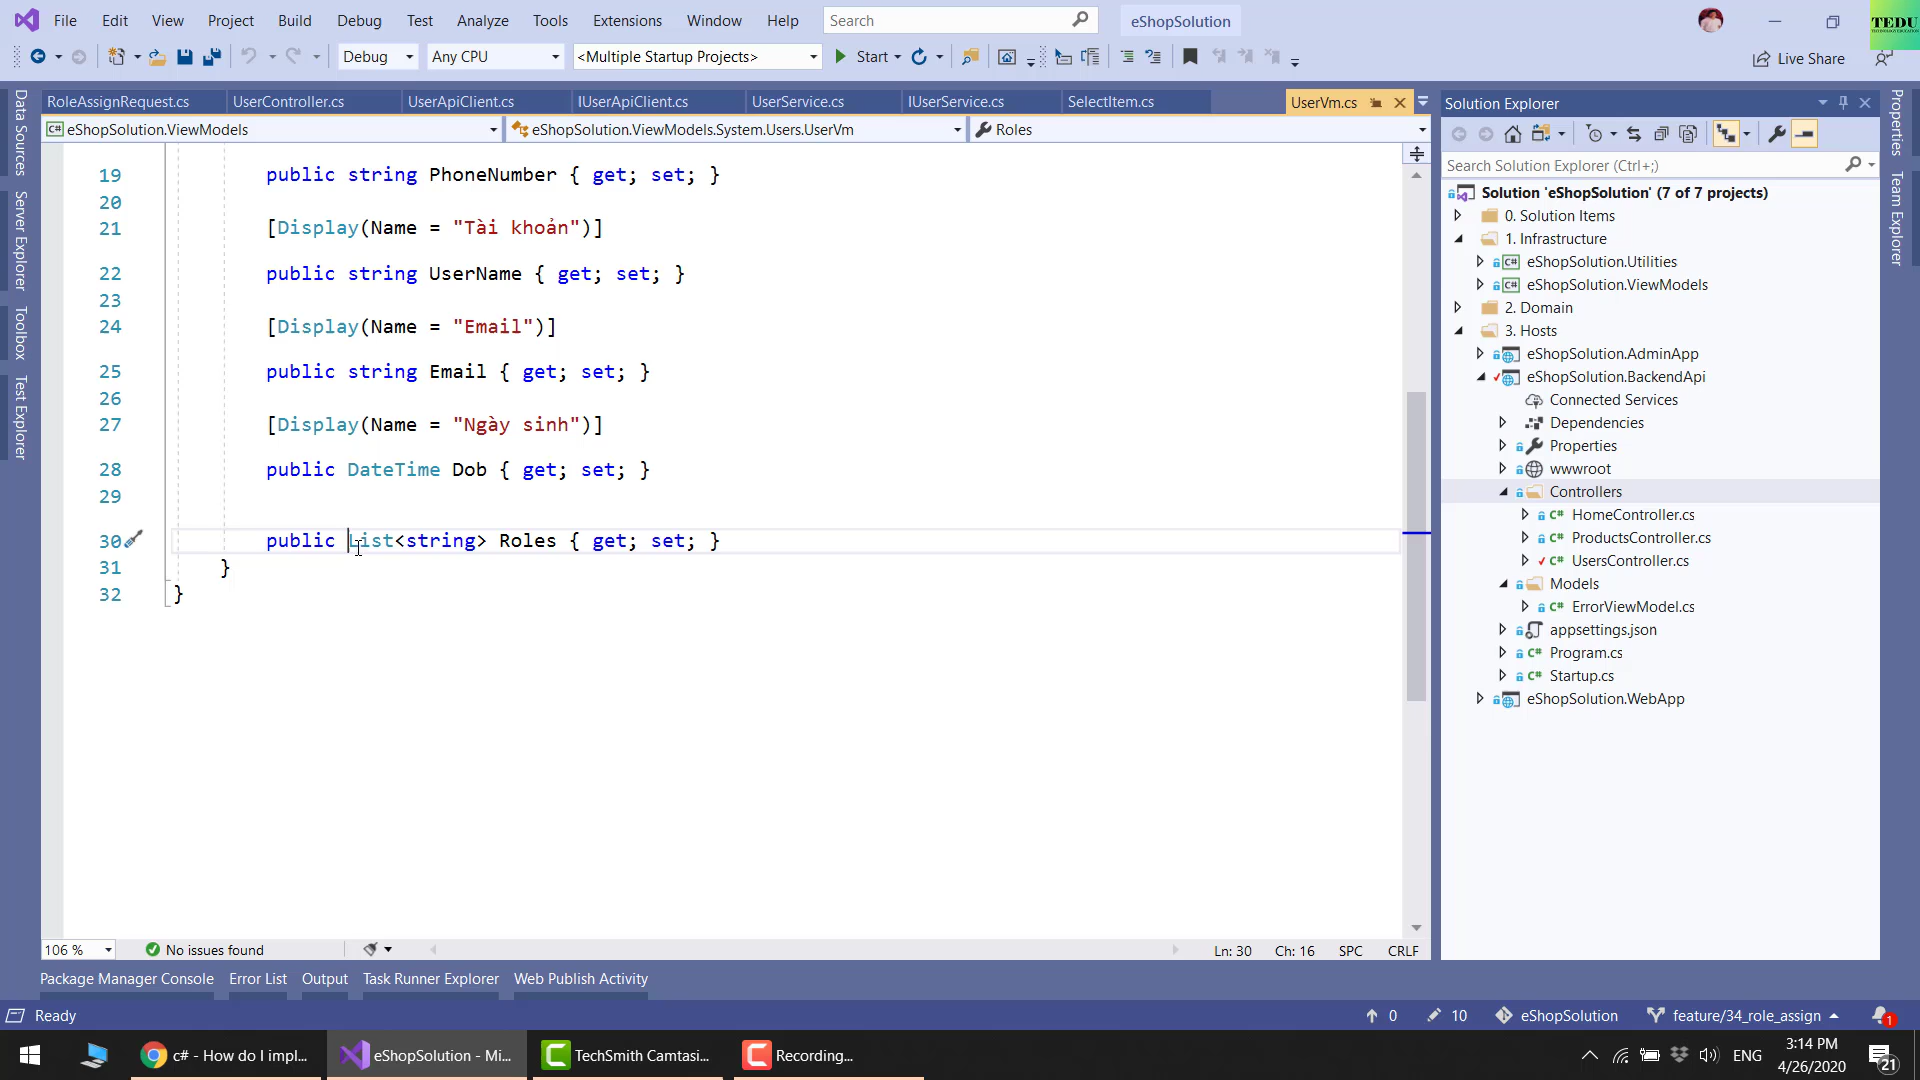 File Edit View Project Build Debug Test Analyze Tools Extensions Window Help Search eShopSolution
TEDU
Debug Any CPU <Multiple Startup Projects> Start Live Share
RoleAssignRequest.cs UserController.cs UserApiClient.cs IUserApiClient.cs UserService.cs IUserService.cs SelectItem.cs UserVm.cs
eShopSolution.ViewModels eShopSolution.ViewModels.System.Users.UserVm Roles
Data Sources
Server Explorer
Toolbox
Test Explorer
19 public string PhoneNumber { get; set; }
20
21 [Display(Name = "Tài khoản")]
22 public string UserName { get; set; }
23
24 [Display(Name = "Email")]
25 public string Email { get; set; }
26
27 [Display(Name = "Ngày sinh")]
28 public DateTime Dob { get; set; }
29
30 public List<string> Roles { get; set; }
31 }
32 }
106 % No issues found Ln: 30 Ch: 16 SPC CRLF
Solution Explorer
Search Solution Explorer (Ctrl+;)
Solution 'eShopSolution' (7 of 7 projects)
0. Solution Items
1. Infrastructure
C# eShopSolution.Utilities
C# eShopSolution.ViewModels
2. Domain
3. Hosts
eShopSolution.AdminApp
eShopSolution.BackendApi
Connected Services
Dependencies
Properties
wwwroot
Controllers
C# HomeController.cs
C# ProductsController.cs
C# UsersController.cs
Models
C# ErrorViewModel.cs
appsettings.json
C# Program.cs
C# Startup.cs
eShopSolution.WebApp
Properties
Team Explorer
Package Manager Console Error List Output Task Runner Explorer Web Publish Activity
Ready 0 10 eShopSolution feature/34_role_assign 1
c# - How do I impl... eShopSolution - Mi... TechSmith Camtasi... Recording... ENG 3:14 PM
4/26/2020
21